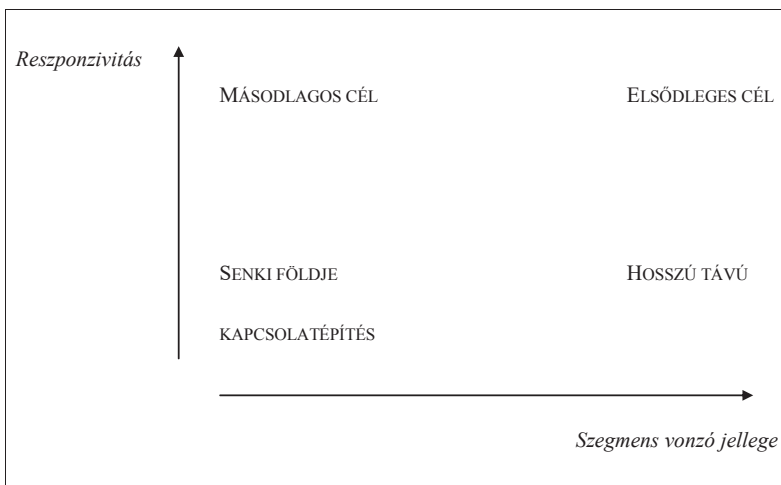 Reszponzivitás
MÁSODLAGOS CÉL ELSŐDLEGES CÉL
SENKI FÖLDJE HOSSZÚ TÁVÚ
KAPCSOLATÉPÍTÉS
Szegmens vonzó jellege